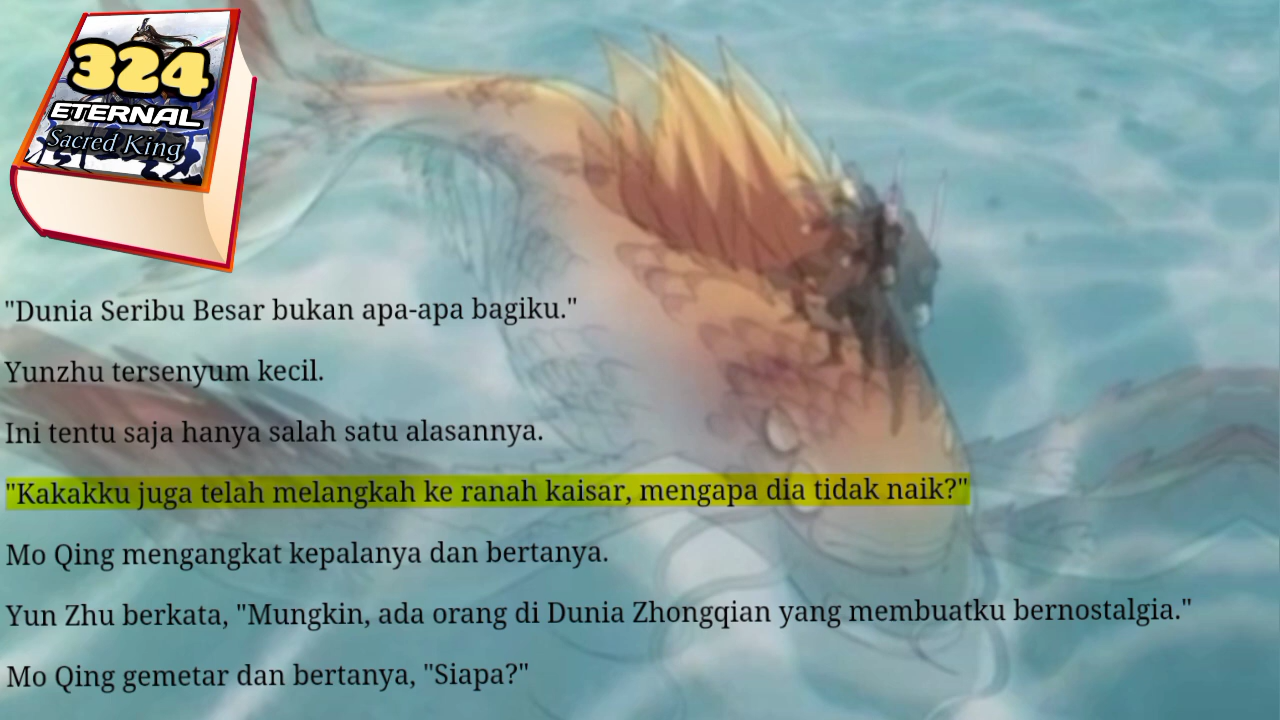 324
ETERNAL
Sacred King
"Dunia Seribu Besar bukan apa-apa bagiku."
Yunzhu tersenyum kecil.
Ini tentu saja hanya salah satu alasannya.
"Kakakku juga telah melangkah ke ranah kaisar, mengapa dia tidak naik?"
Mo Qing mengangkat kepalanya dan bertanya.
Yun Zhu berkata, "Mungkin, ada orang di Dunia Zhongqian yang membuatku bernostalgia."
Mo Qing gemetar dan bertanya, "Siapa?"